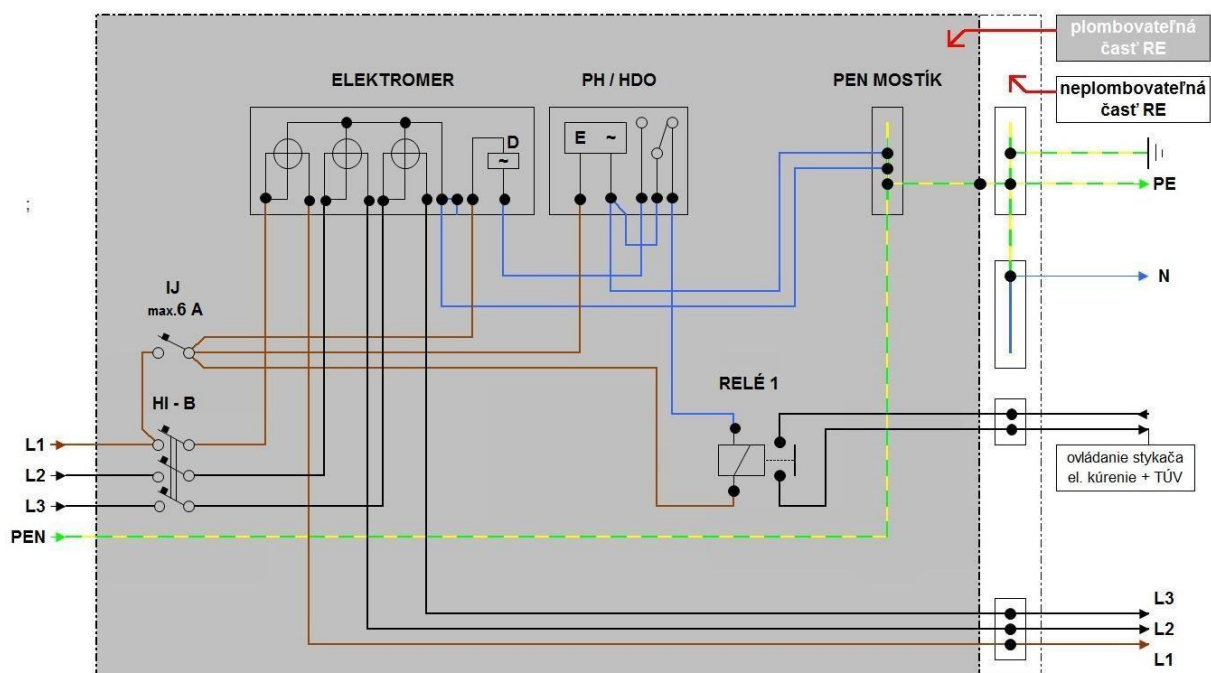 plombovateľná
časť RE
ELEKTROMER
PH / HDO
PEN MOSTÍK
neplombovateľná
časť RE
D
~
E ~
PE
;
N
IJ
max.6 A
RELÉ 1
HI - B
L1
L2
L3
ovládanie stykača
el. kúrenie + TÚV
PEN
L3
L2
L1